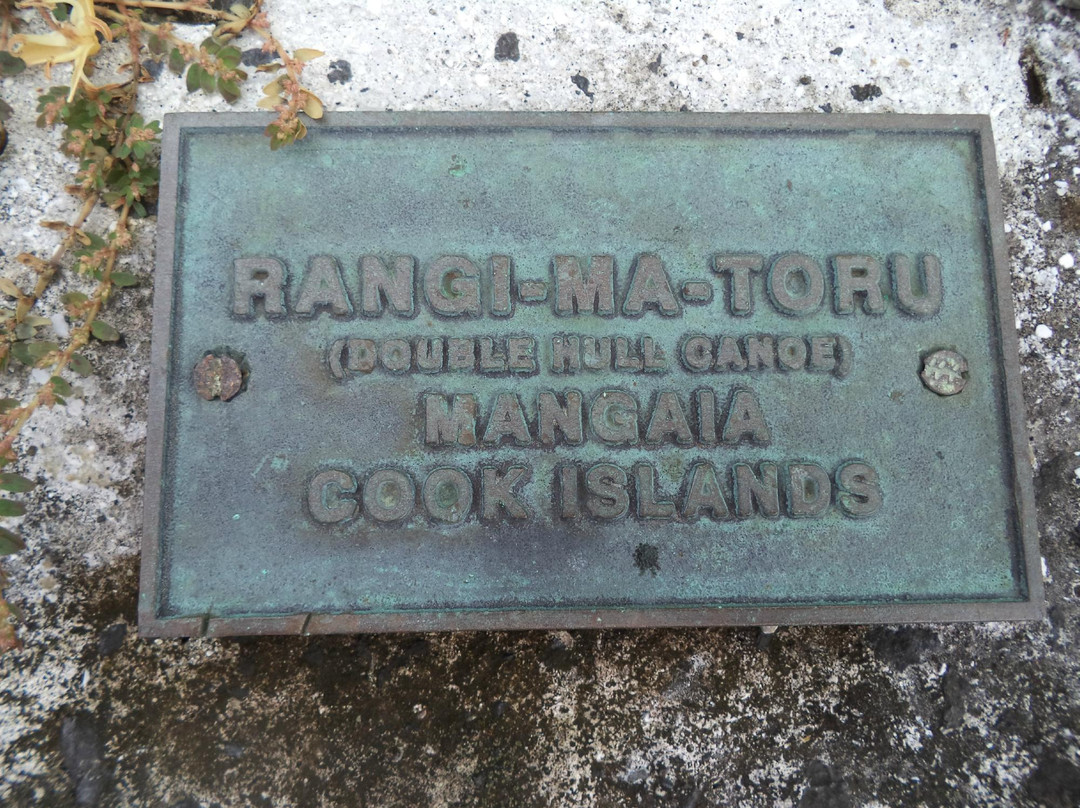 RANGI-MA-TORU
(DOUBLE HULL CANOE)
MANGAIA
COOK ISLANDS